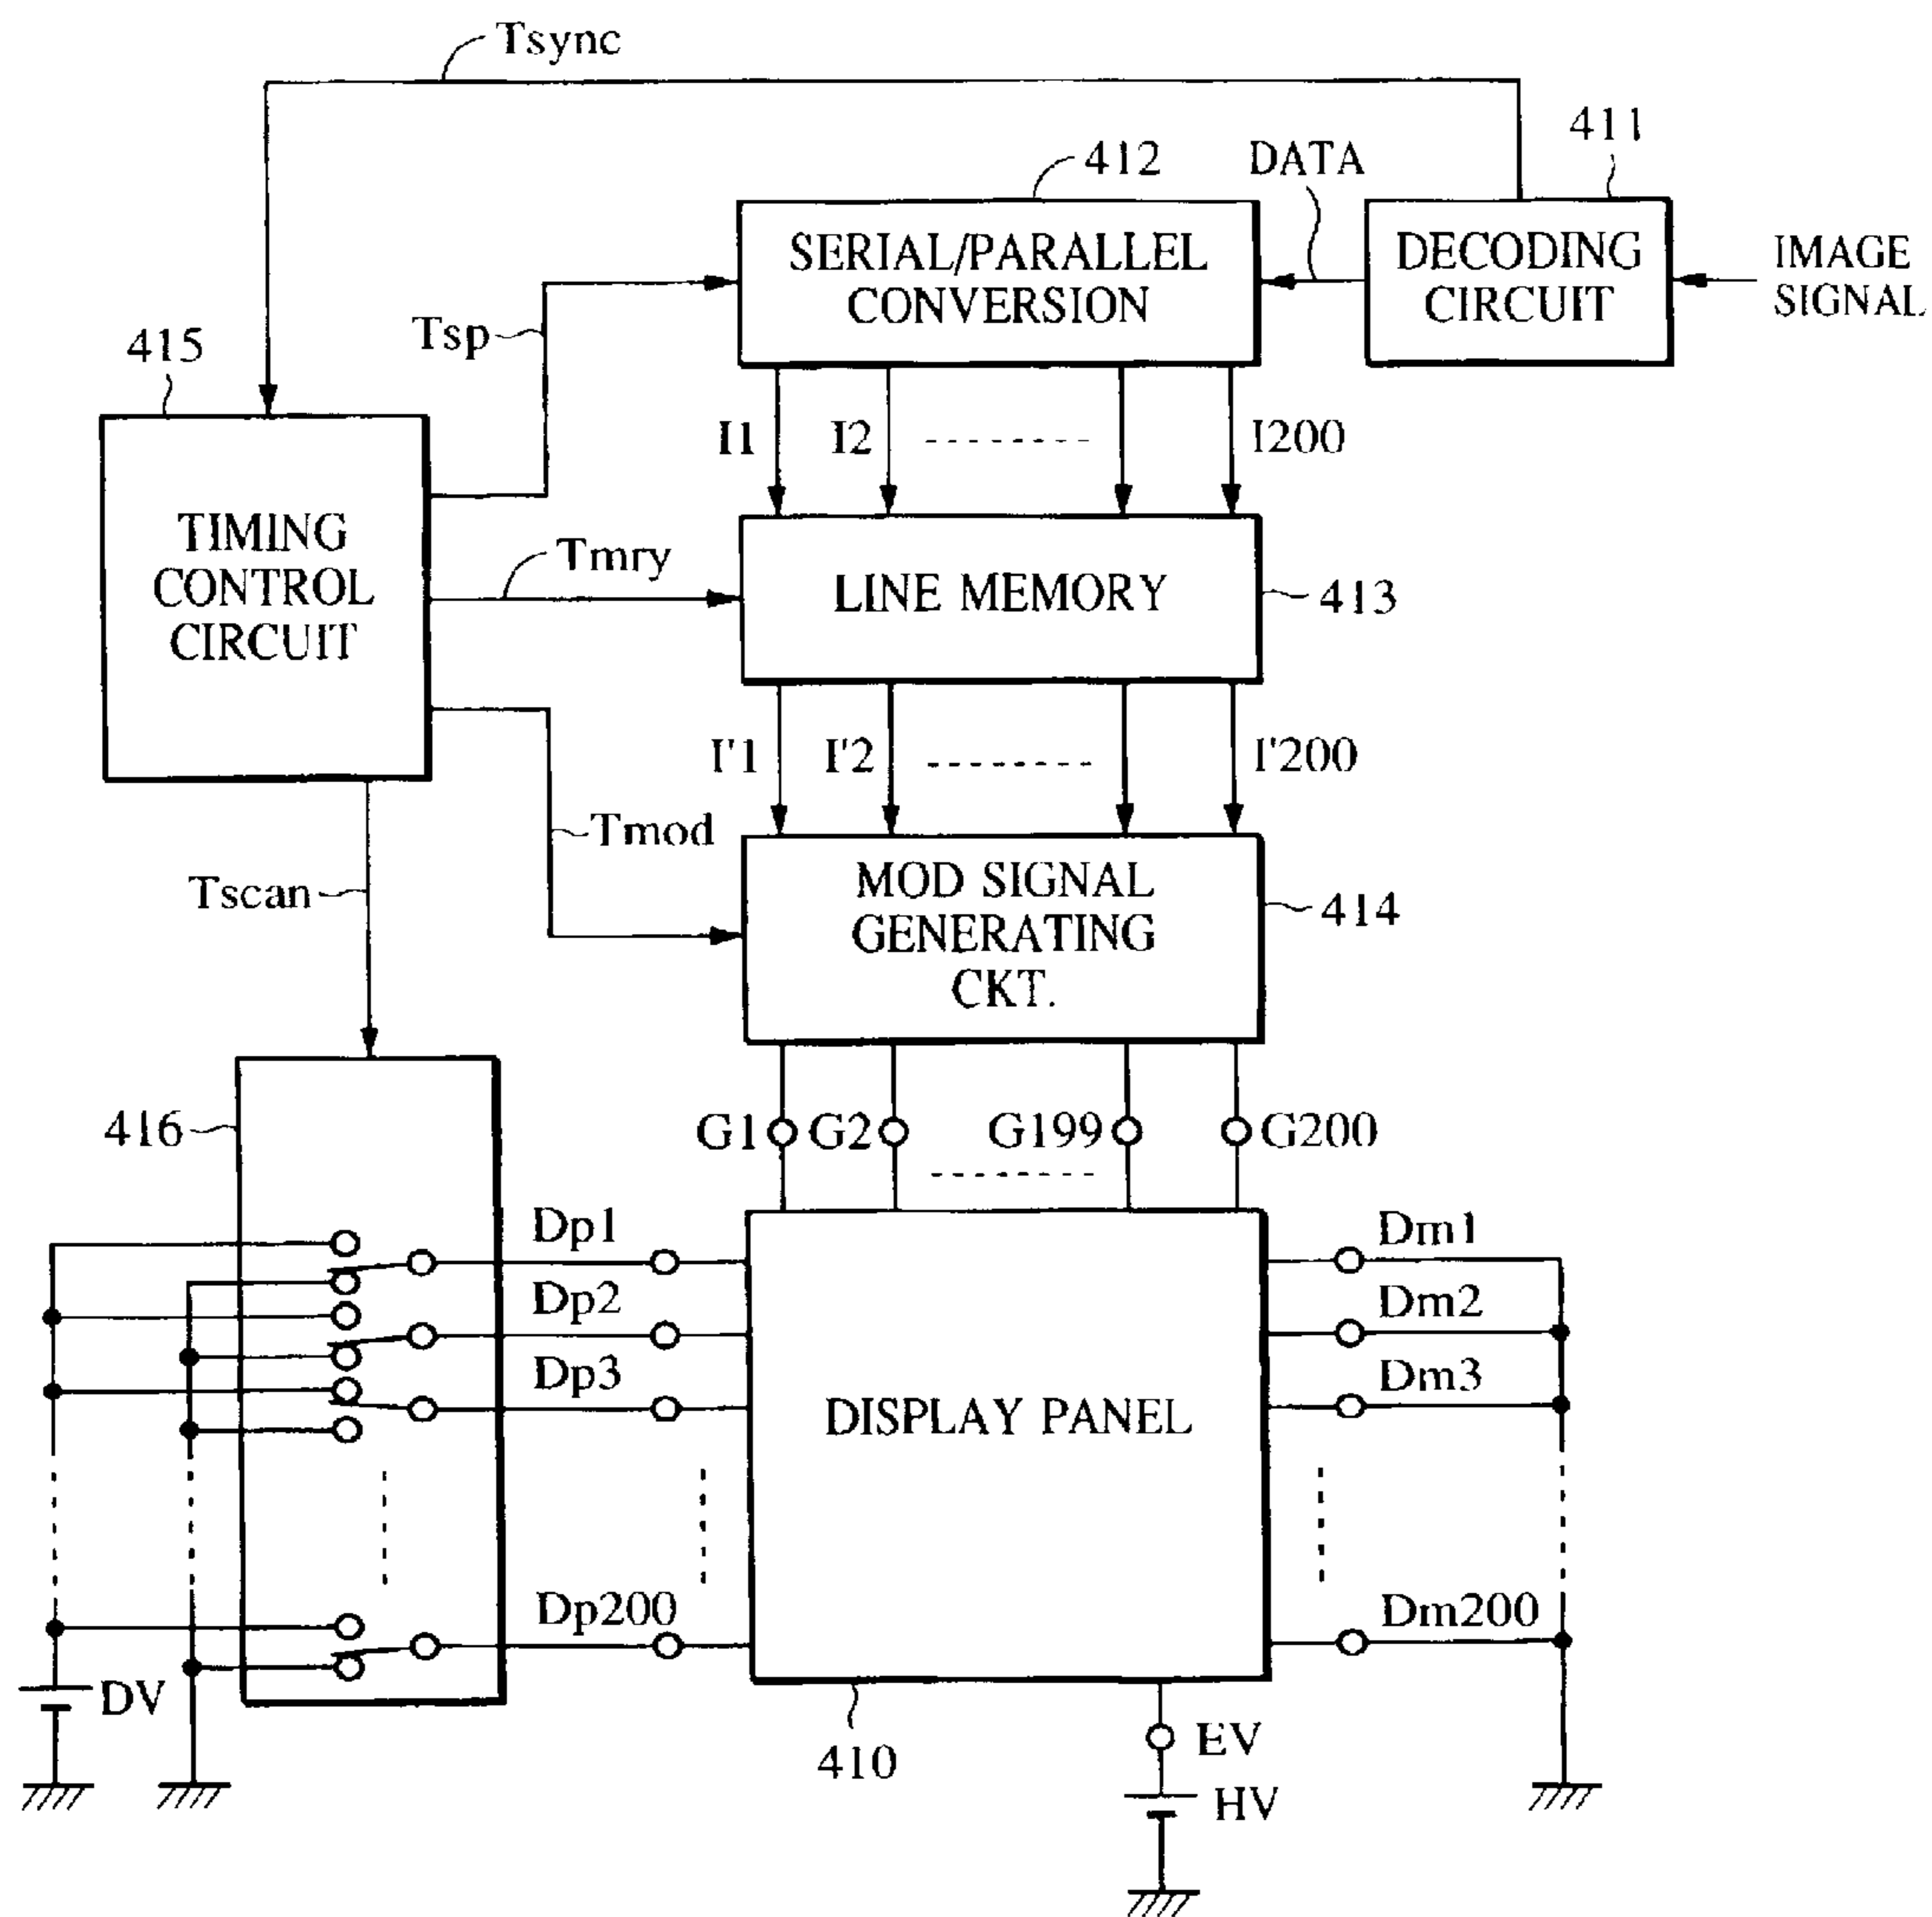 Tsync
411
412
DATA
SERIAL/PARALLEL
CONVERSION
DECODING
CIRCUIT
IMAGE
SIGNAL
Tsp
415
I1
I2
I200
TIMING
CONTROL
CIRCUIT
Tmry
LINE MEMORY
413
I'1
I'2
I'200
Tmod
Tscan
MOD SIGNAL
GENERATING
CKT.
414
416
G1
G2
G199
G200
Dp1
Dm1
Dp2
Dm2
Dp3
Dm3
DISPLAY PANEL
Dp200
Dm200
DV
410
EV
HV